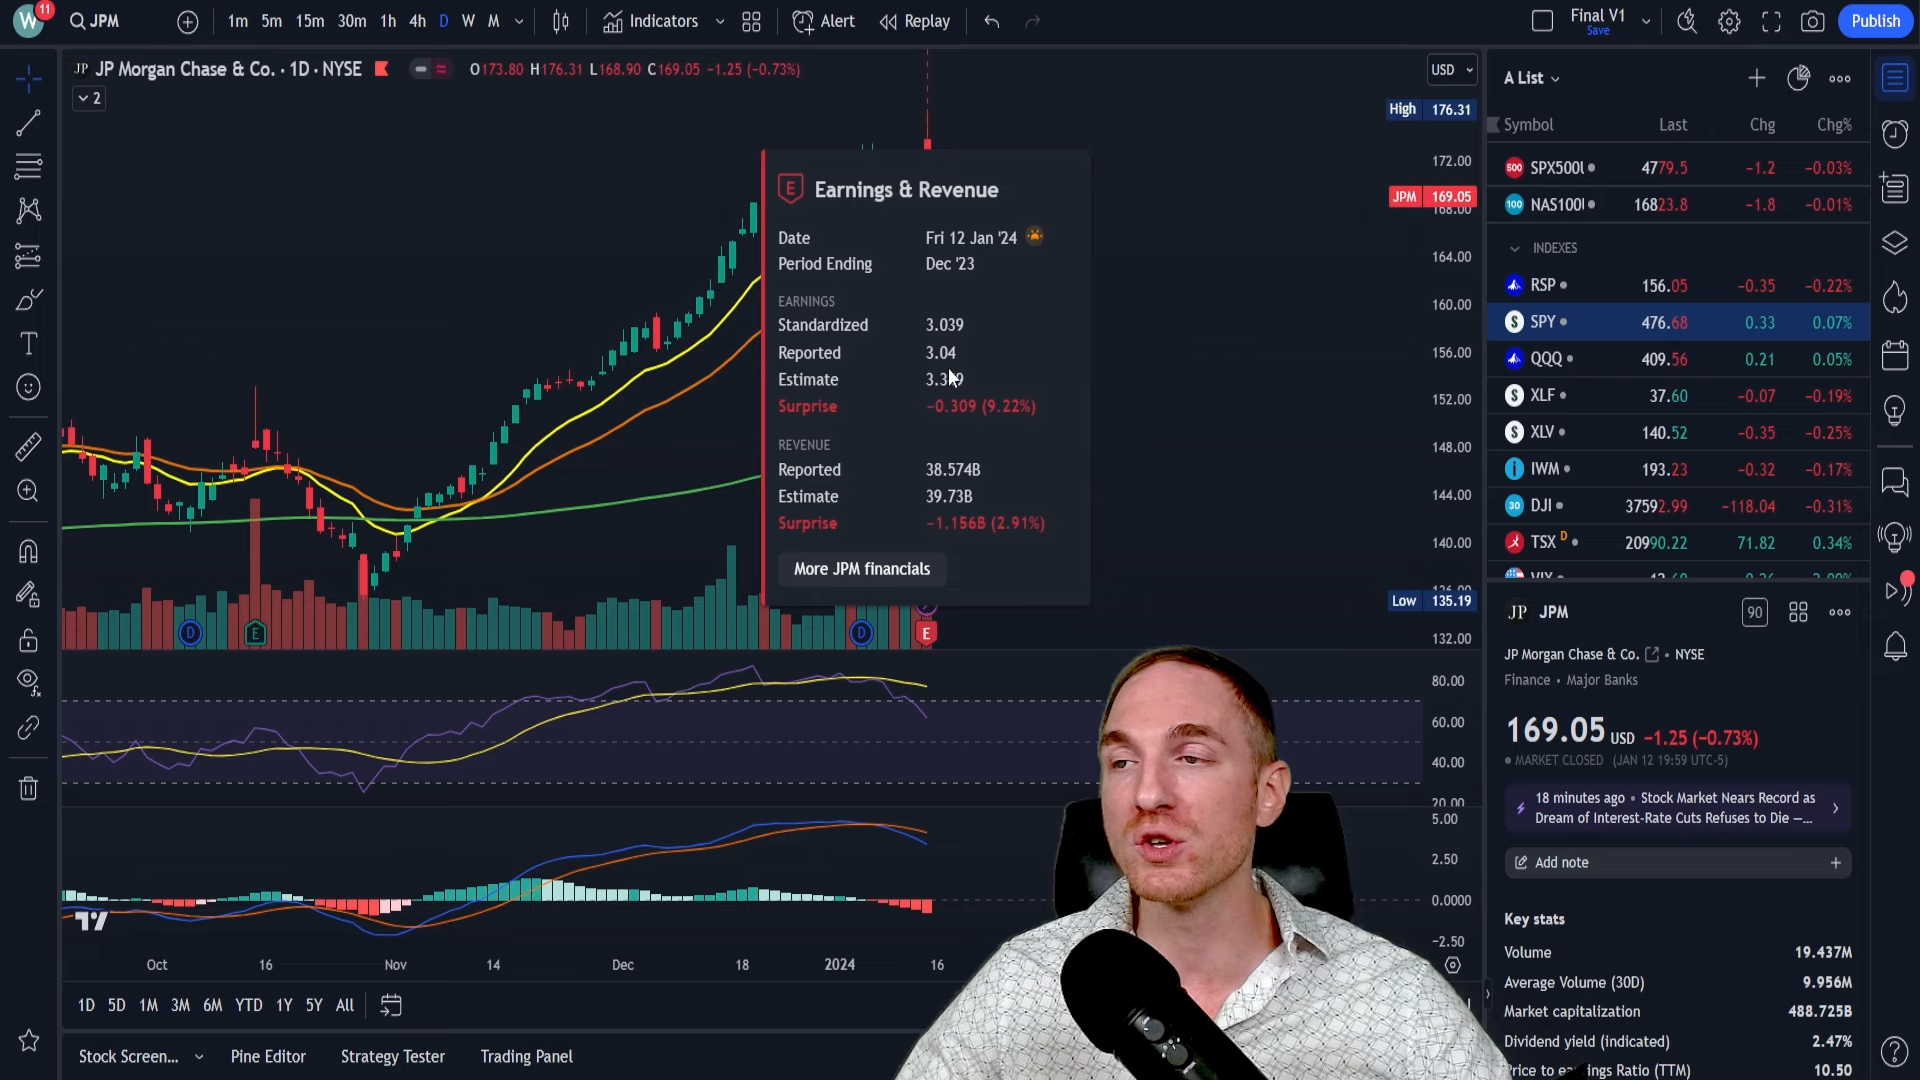 W 11 JPM 1m 5m 15m 30m 1h 4h D W M Indicators Alert Replay Final V1 Save Publish
JP JP Morgan Chase & Co. · 1D · NYSE O173.80 H176.31 L168.90 C169.05 −1.25 (−0.73%)
2
USD
High 176.31
172.00
JPM 169.05
168.00
164.00
160.00
156.00
152.00
148.00
144.00
140.00
Low 135.19
132.00
E Earnings & Revenue
Date Fri 12 Jan '24
Period Ending Dec '23
EARNINGS
Standardized 3.039
Reported 3.04
Estimate
Surprise −0.309 (9.22%)
REVENUE
Reported 38.574B
Estimate 39.73B
Surprise −1.156B (2.91%)
More JPM financials
D E D E
80.00
60.00
40.00
20.00
5.00
2.50
0.0000
−2.50
Oct 16 Nov 14 Dec 18 2024 16
1D 5D 1M 3M 6M YTD 1Y 5Y All
Stock Screen... Pine Editor Strategy Tester Trading Panel
A List
Symbol Last Chg Chg%
500 SPX500 4779.5 −1.2 −0.03%
100 NAS100 16823.8 −1.8 −0.01%
INDEXES
RSP 156.05 −0.35 −0.22%
SPY 476.68 0.33 0.07%
QQQ 409.56 0.21 0.05%
XLF 37.60 −0.07 −0.19%
XLV 140.52 −0.35 −0.25%
IWM 193.23 −0.32 −0.17%
30 DJI 37592.99 −118.04 −0.31%
TSX D 20990.22 71.82 0.34%
JP JPM 90
JP Morgan Chase & Co. • NYSE
Finance • Major Banks
169.05 USD −1.25 (−0.73%)
MARKET CLOSED (JAN 12 19:59 UTC-5)
18 minutes ago • Stock Market Nears Record as
Dream of Interest-Rate Cuts Refuses to Die —...
Add note
Key stats
Volume 19.437M
Average Volume (30D) 9.956M
Market capitalization 488.725B
Dividend yield (indicated) 2.47%
Price to earnings Ratio (TTM) 10.50